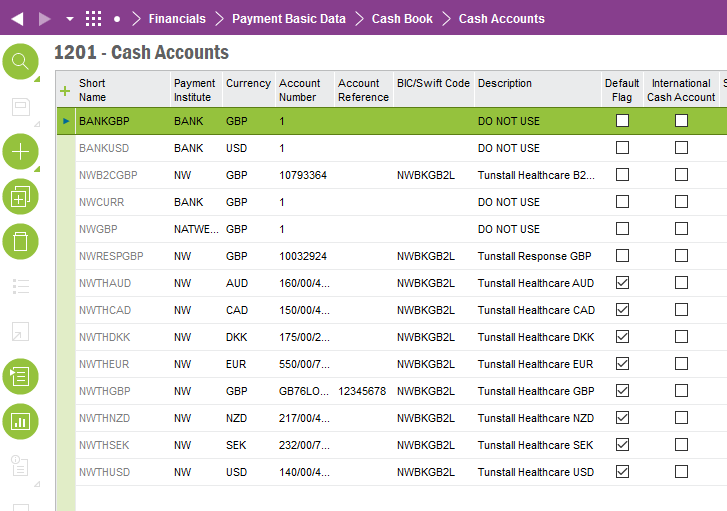 Financials Payment Basic Data Cash Book Cash Accounts
1201 - Cash Accounts
Short Name Payment Institute Currency Account Number Account Reference BIC/Swift Code Description Default Flag International Cash Account S
BANKGBP BANK GBP 1 DO NOT USE
BANKUSD BANK USD 1 DO NOT USE
NWB2CGBP NW GBP 10793364 NWBKGB2L Tunstall Healthcare B2...
NWCURR BANK GBP 1 DO NOT USE
NWGBP NATWE... GBP 1 DO NOT USE
NWRESPGBP NW GBP 10032924 NWBKGB2L Tunstall Response GBP
NWTHAUD NW AUD 160/00/4... NWBKGB2L Tunstall Healthcare AUD
NWTHCAD NW CAD 150/00/4... NWBKGB2L Tunstall Healthcare CAD
NWTHDKK NW DKK 175/00/2... NWBKGB2L Tunstall Healthcare DKK
NWTHEUR NW EUR 550/00/7... NWBKGB2L Tunstall Healthcare EUR
NWTHGBP NW GBP GB76LO... 12345678 NWBKGB2L Tunstall Healthcare GBP
NWTHNZD NW NZD 217/00/4... NWBKGB2L Tunstall Healthcare NZD
NWTHSEK NW SEK 232/00/7... NWBKGB2L Tunstall Healthcare SEK
NWTHUSD NW USD 140/00/4... NWBKGB2L Tunstall Healthcare USD